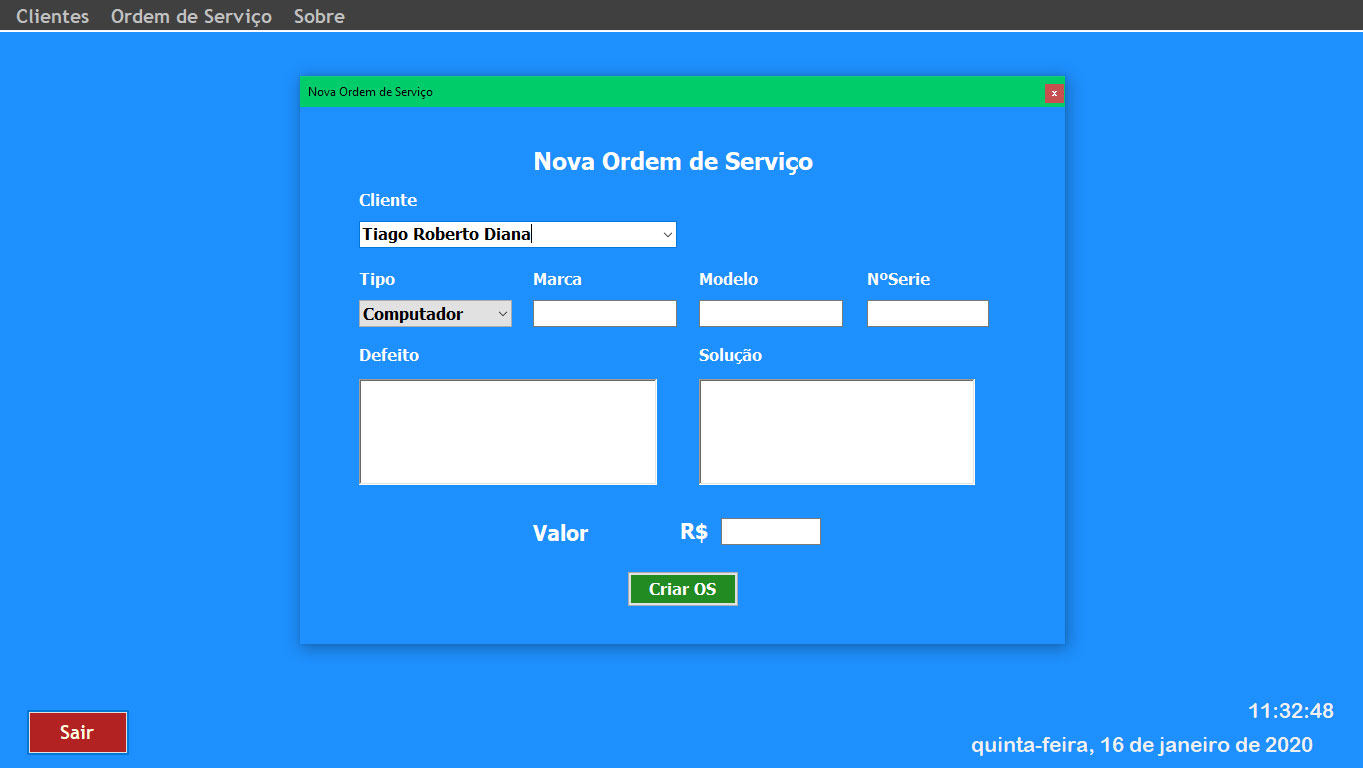 Clientes Ordem de Serviço Sobre
Nova Ordem de Serviço x
Nova Ordem de Serviço
Cliente
Tiago Roberto Diana
Tipo Marca Modelo NºSerie
Computador
Defeito Solução
Valor R$
Criar OS
11:32:48
Sair
quinta-feira, 16 de janeiro de 2020